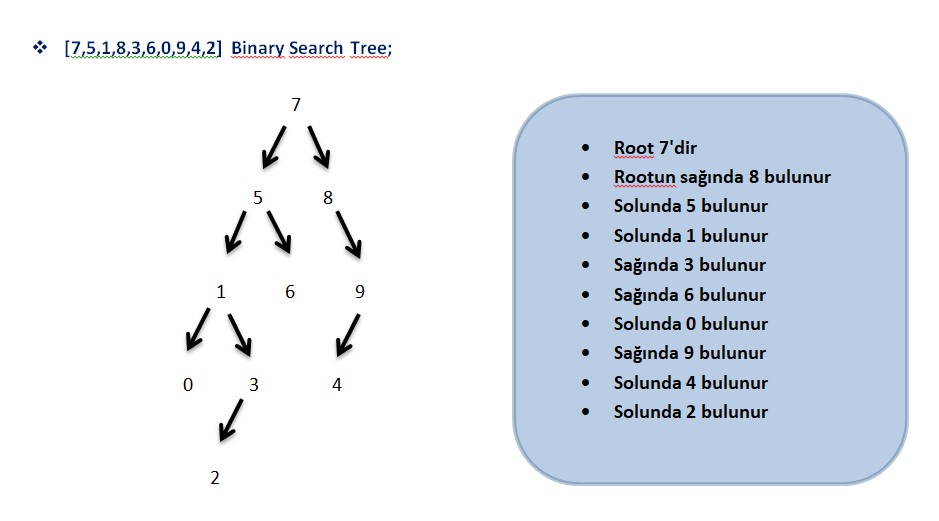 ❖ [7,5,1,8,3,6,0,9,4,2] Binary Search Tree;
7
5 8
1 6 9
0 3 4
2
• Root 7'dir
• Rootun sağında 8 bulunur
• Solunda 5 bulunur
• Solunda 1 bulunur
• Sağında 3 bulunur
• Sağında 6 bulunur
• Solunda 0 bulunur
• Sağında 9 bulunur
• Solunda 4 bulunur
• Solunda 2 bulunur